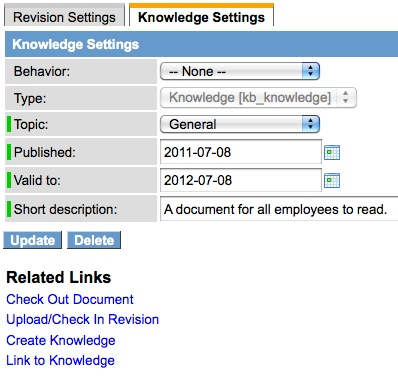 Revision Settings Knowledge Settings
Knowledge Settings
Behavior: -- None --
Type: Knowledge [kb_knowledge]
Topic: General
Published: 2011-07-08
Valid to: 2012-07-08
Short description: A document for all employees to read.
Update Delete
Related Links
Check Out Document
Upload/Check In Revision
Create Knowledge
Link to Knowledge